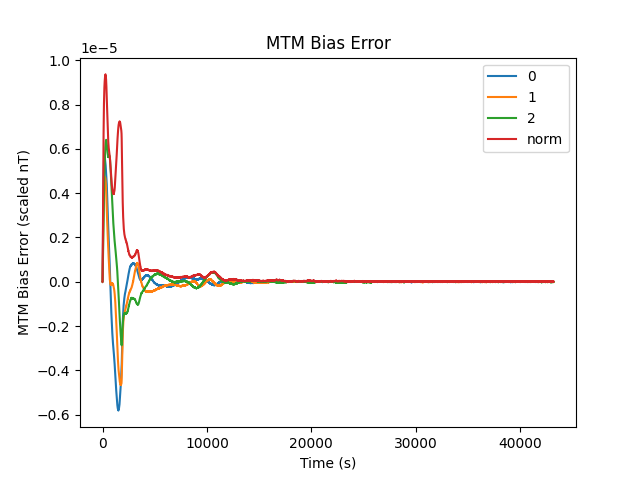 MTM Bias Error
1e−5
1.0
0.8
0.6
0.4
0.2
0.0
−0.2
−0.4
−0.6
MTM Bias Error (scaled nT)
0
1
2
norm
0 10000 20000 30000 40000
Time (s)